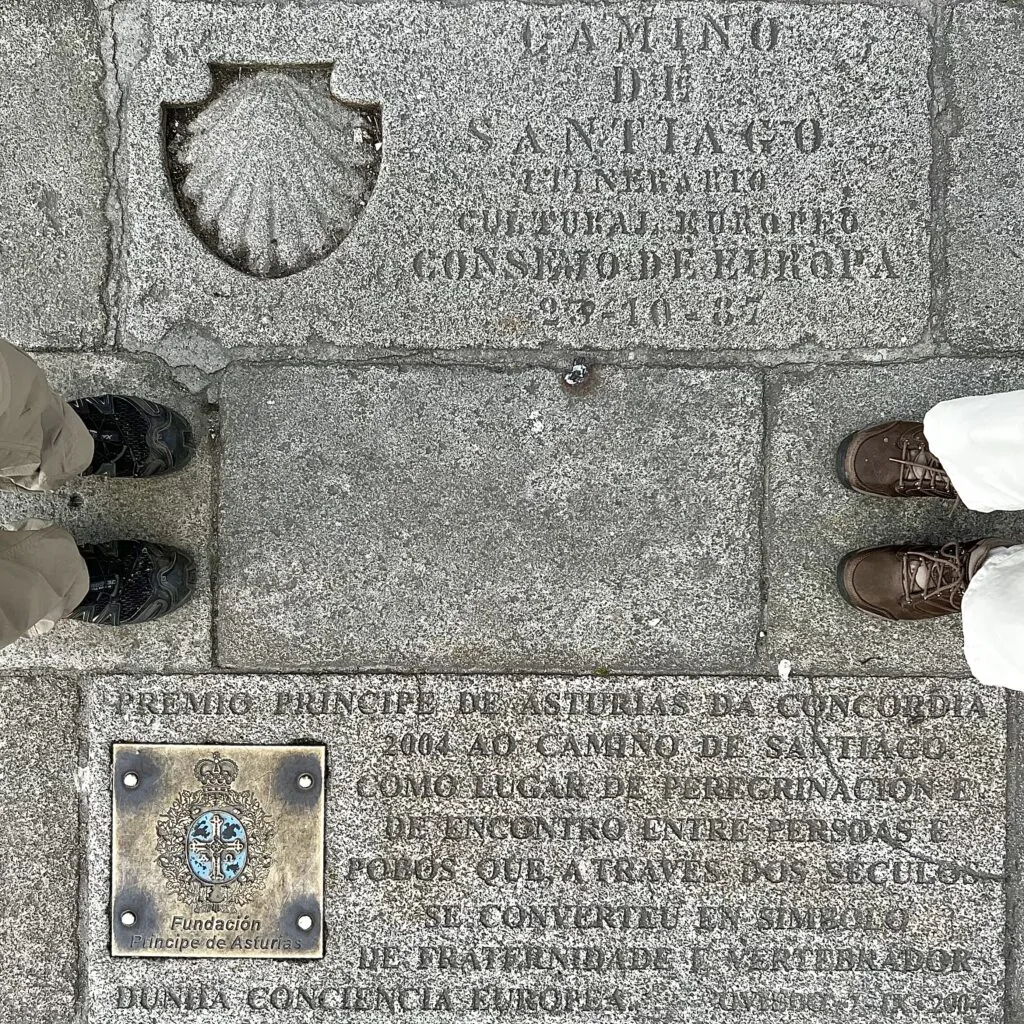 CAMINO
DE
SANTIAGO
ITINERARIO
CULTURAL EUROPEO
CONSEJO DE EUROPA
23-10-87
PREMIO PRÍNCIPE DE ASTURIAS DA CONCORDIA
2004 AO CAMIÑO DE SANTIAGO
COMO LUGAR DE PEREGRINACIÓN E
DE ENCONTRO ENTRE PERSOAS E
POBOS QUE, A TRAVÉS DOS SÉCULOS
SE CONVERTEU EN SÍMBOLO
DE FRATERNIDADE E VERTEBRADOR
DUNHA CONCIENCIA EUROPEA.
OVIEDO, 2004
Fundación
Príncipe de Asturias